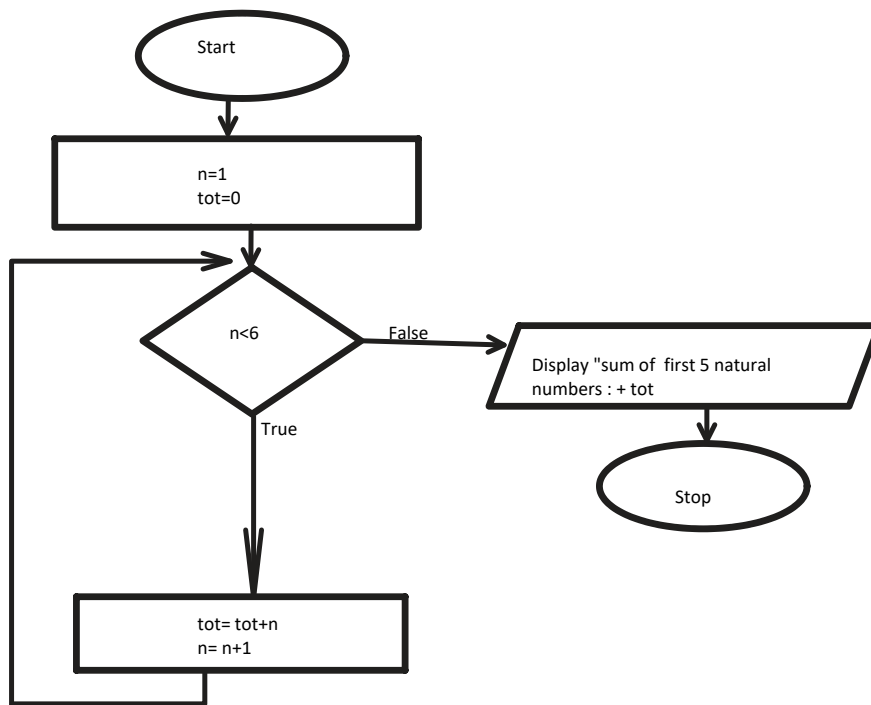 Start
n=1
tot=0
n<6
False
Display "sum of  first 5 natural
numbers : + tot
True
Stop
tot= tot+n
n= n+1